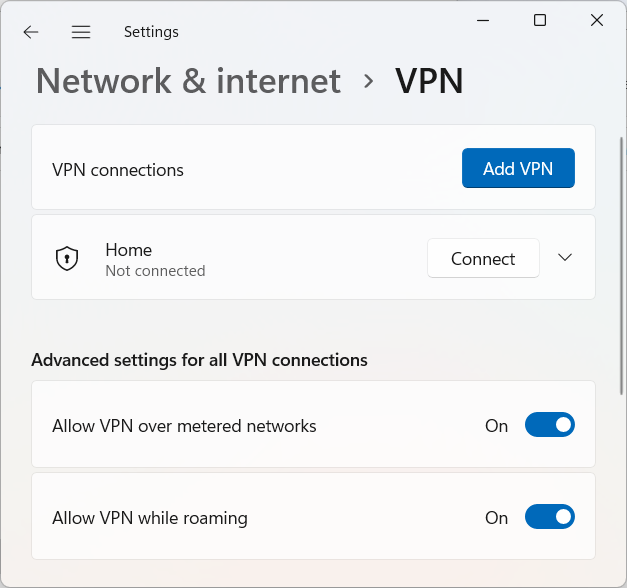 Settings
Network & internet > VPN
VPN connections
Add VPN
Home
Not connected
Connect
Advanced settings for all VPN connections
Allow VPN over metered networks
On
Allow VPN while roaming
On